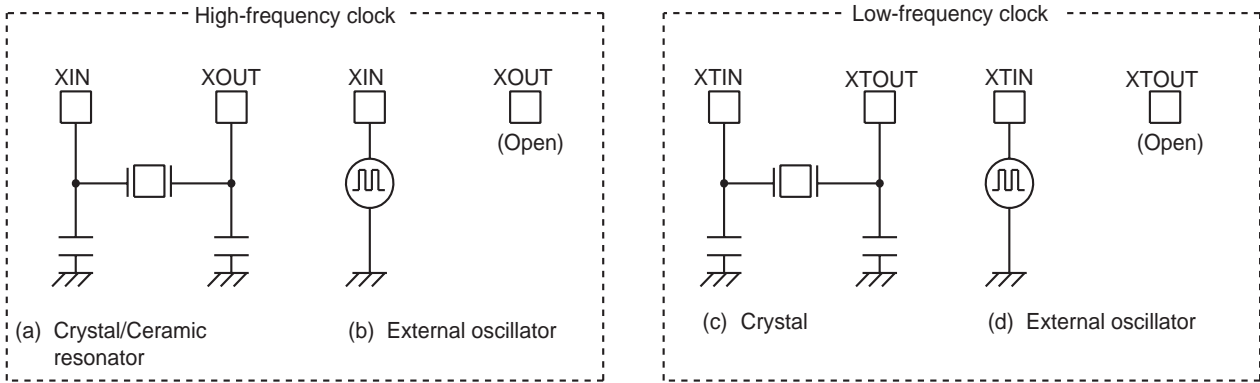 High-frequency clock
XIN XOUT XIN XOUT
(Open)
(a) Crystal/Ceramic
resonator
(b) External oscillator
Low-frequency clock
XTIN XTOUT XTIN XTOUT
(Open)
(c) Crystal
(d) External oscillator